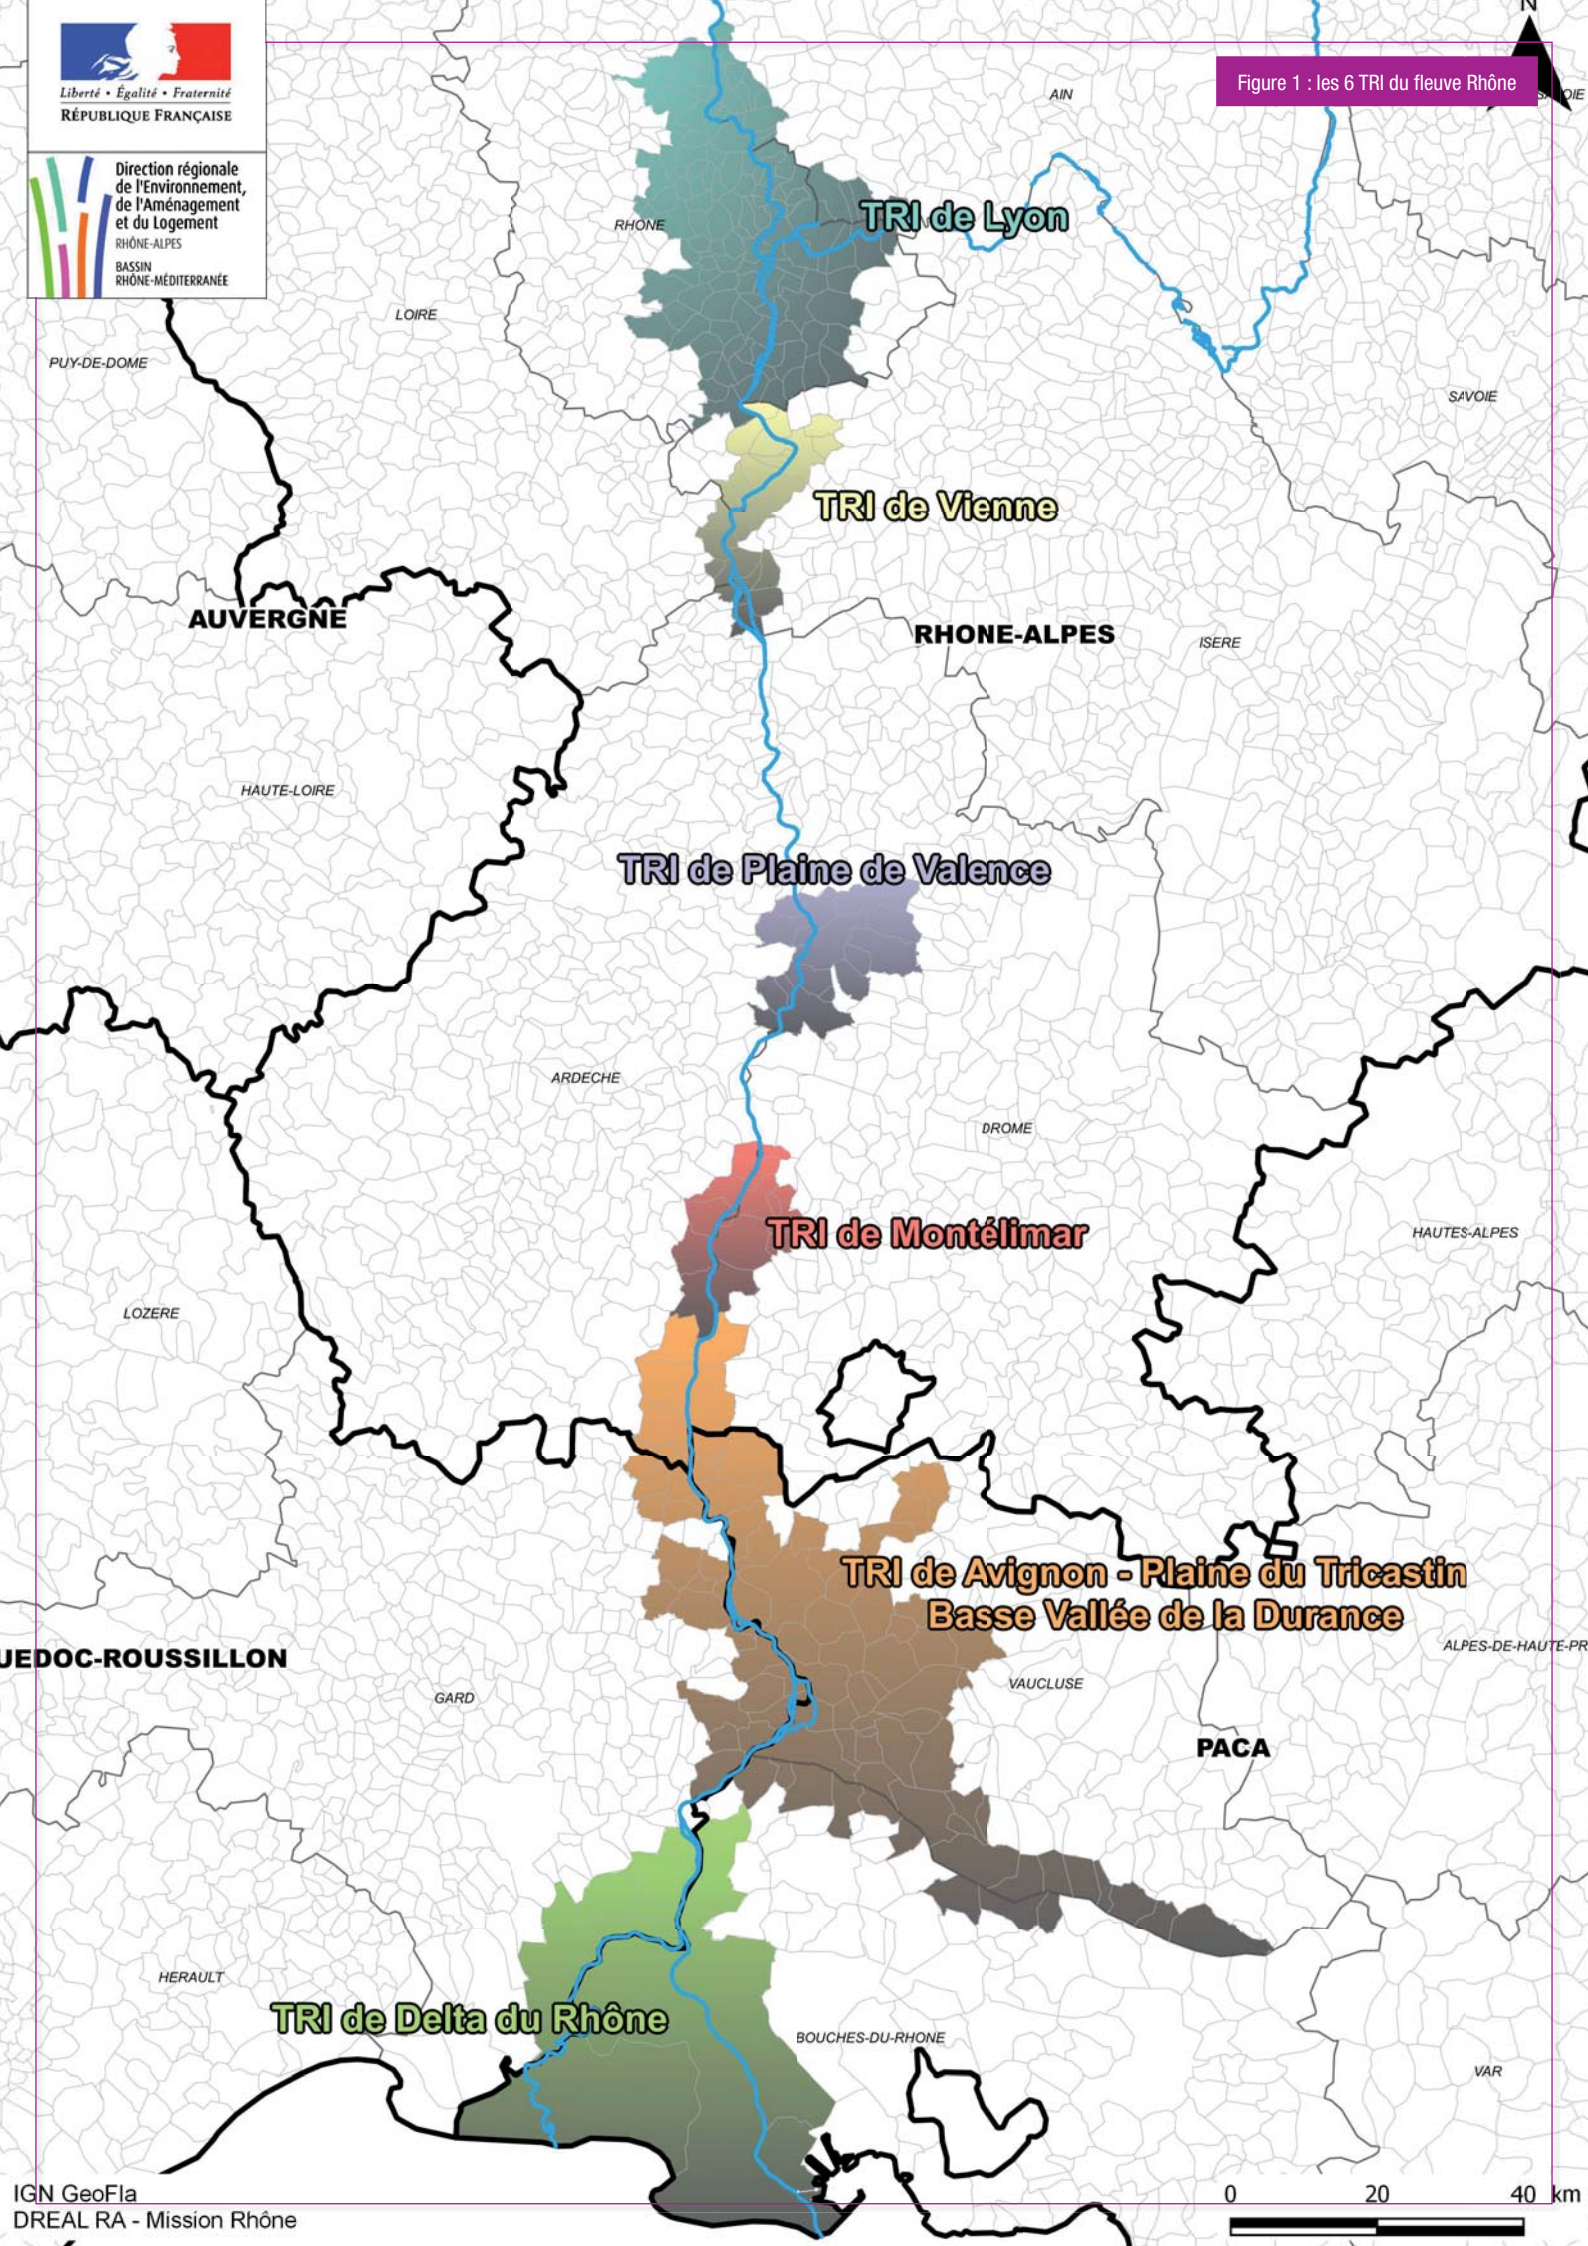 N
Liberté • Égalité • Fraternité
RÉPUBLIQUE FRANÇAISE
Figure 1 : les 6 TRI du fleuve Rhône
AIN
Direction régionale
de l'Environnement,
de l'Aménagement
et du Logement
RHÔNE-ALPES
BASSIN
RHÔNE-MÉDITERRANÉE
TRI de Lyon
RHONE
LOIRE
PUY-DE-DOME
SAVOIE
TRI de Vienne
AUVERGNE
RHONE-ALPES
ISERE
HAUTE-LOIRE
TRI de Plaine de Valence
ARDECHE
DROME
TRI de Montélimar
HAUTES-ALPES
LOZERE
TRI de Avignon - Plaine du Tricastin
Basse Vallée de la Durance
UEDOC-ROUSSILLON
ALPES-DE-HAUTE-PR
VAUCLUSE
GARD
PACA
HERAULT
TRI de Delta du Rhône
BOUCHES-DU-RHONE
VAR
IGN GeoFla
DREAL RA - Mission Rhône
0 20 40 km